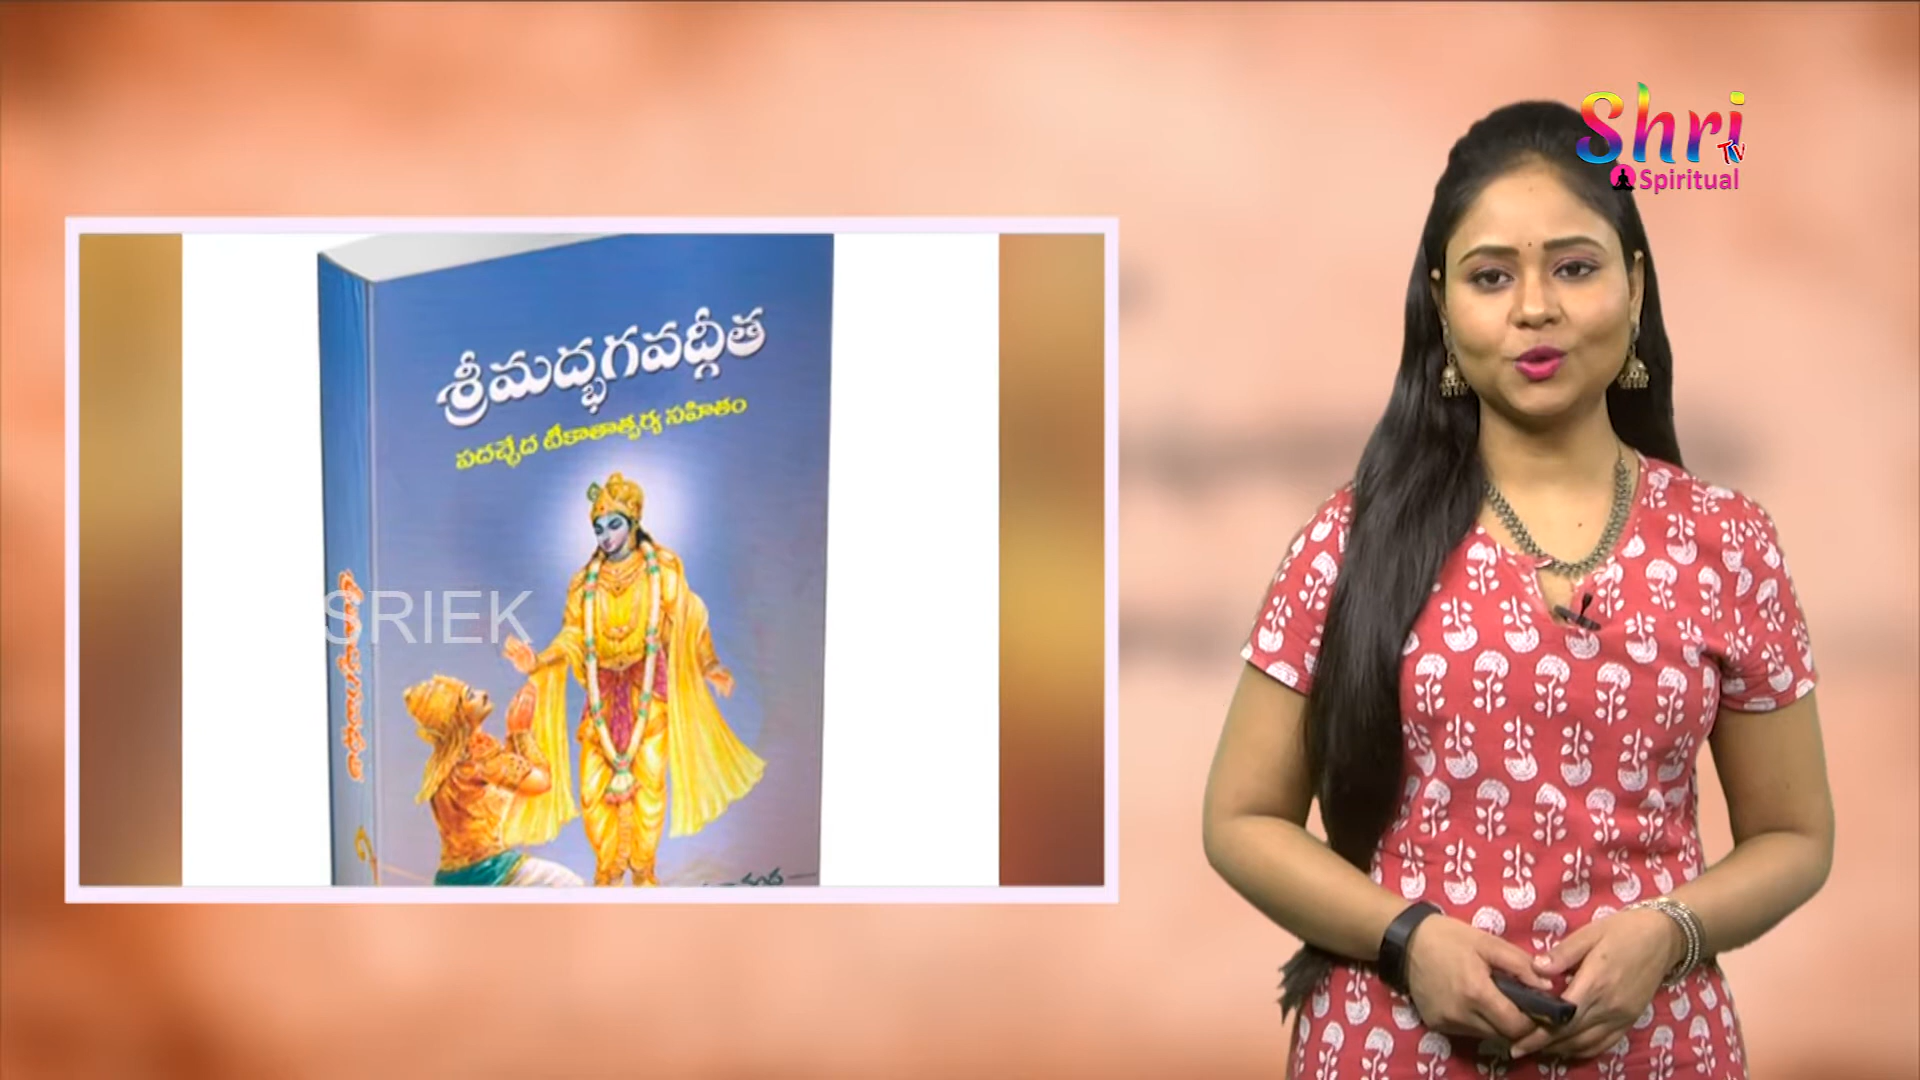 Shri
TV
Spiritual
శ్రీమద్భగవద్గీత
పదచ్ఛేద టీకాతాత్పర్య సహితం
SRIEK